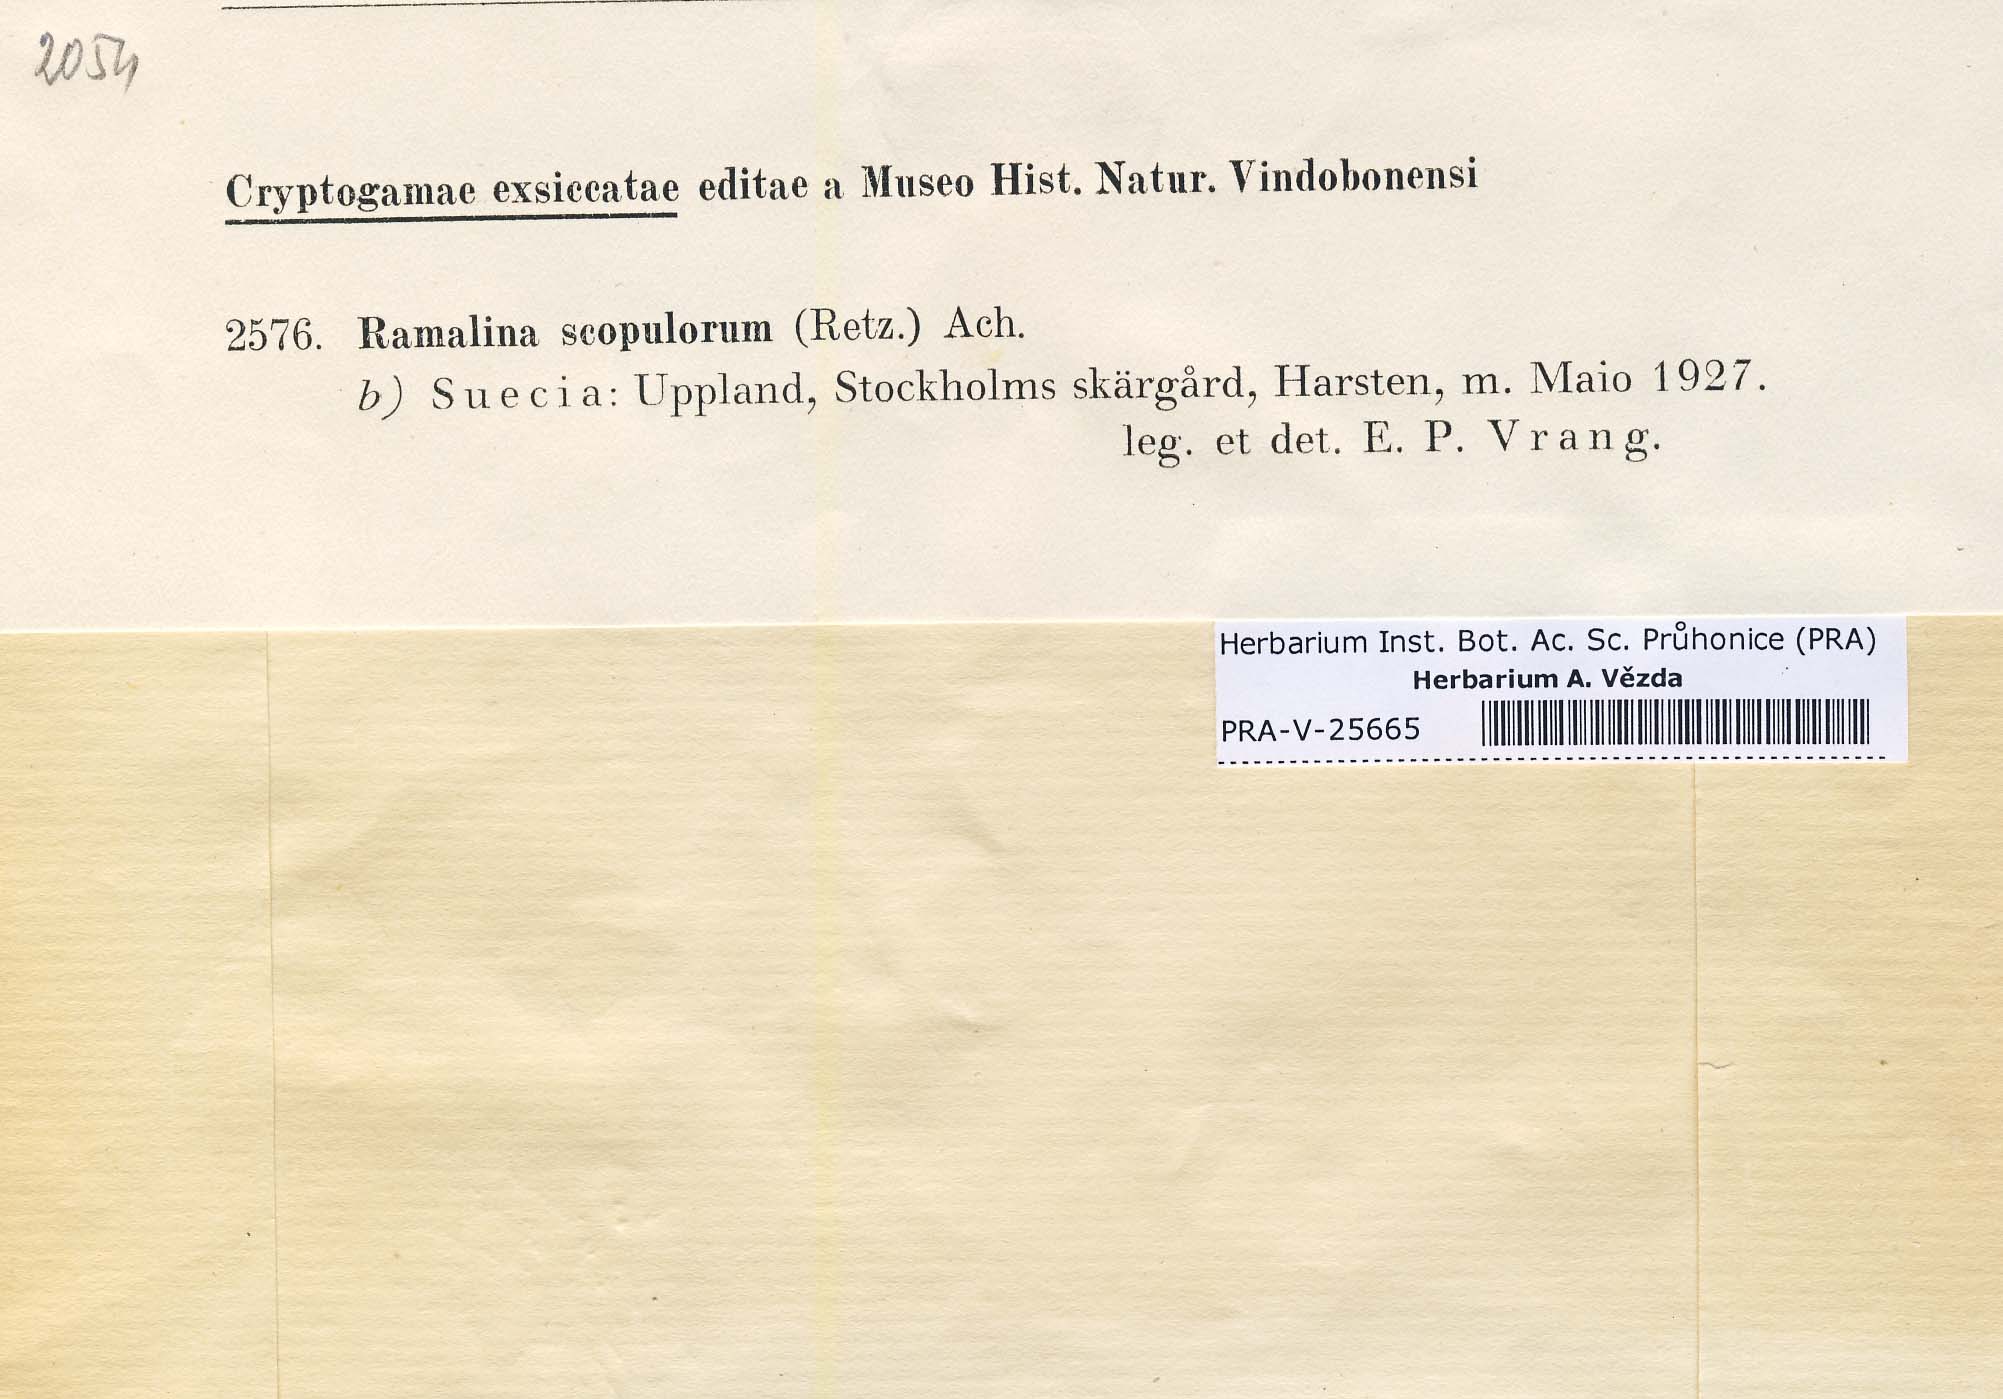 2054
Cryptogamae exsiccatae editae a Museo Hist. Natur. Vindobonensi
2576. Ramalina scopulorum (Retz.) Ach.
b) Suecia: Uppland, Stockholms skärgård, Harsten, m. Maio 1927.
leg. et det. E. P. Vrang.
Herbarium Inst. Bot. Ac. Sc. Průhonice (PRA)
Herbarium A. Vězda
PRA-V-25665